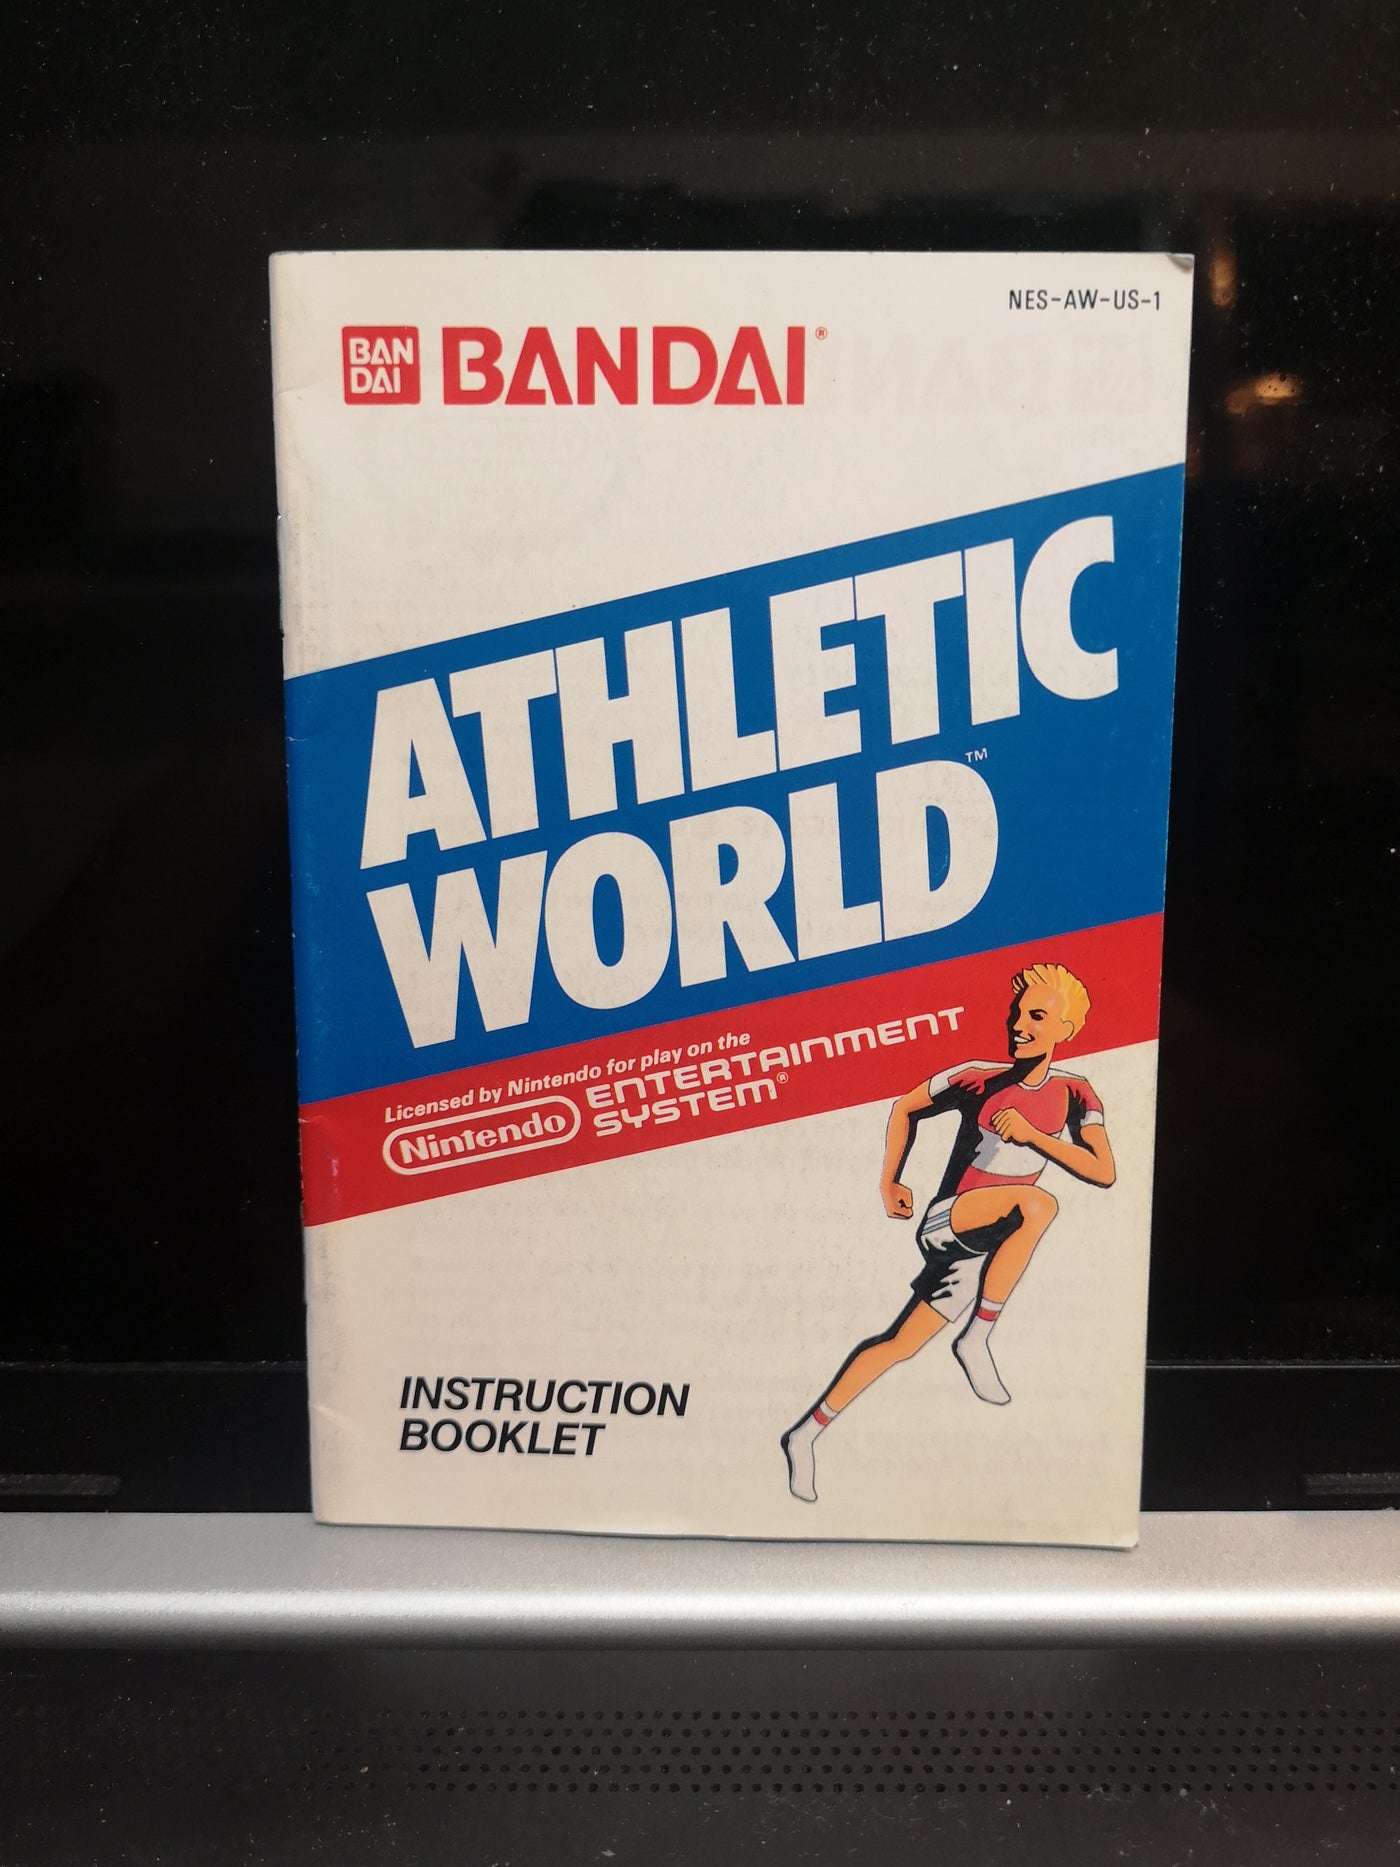 NES-AW-US-1
BAN
DAI
BANDAI®
ATHLETIC
WORLD™
Licensed by Nintendo for play on the
Nintendo
ENTERTAINMENT
SYSTEM®
INSTRUCTION
BOOKLET